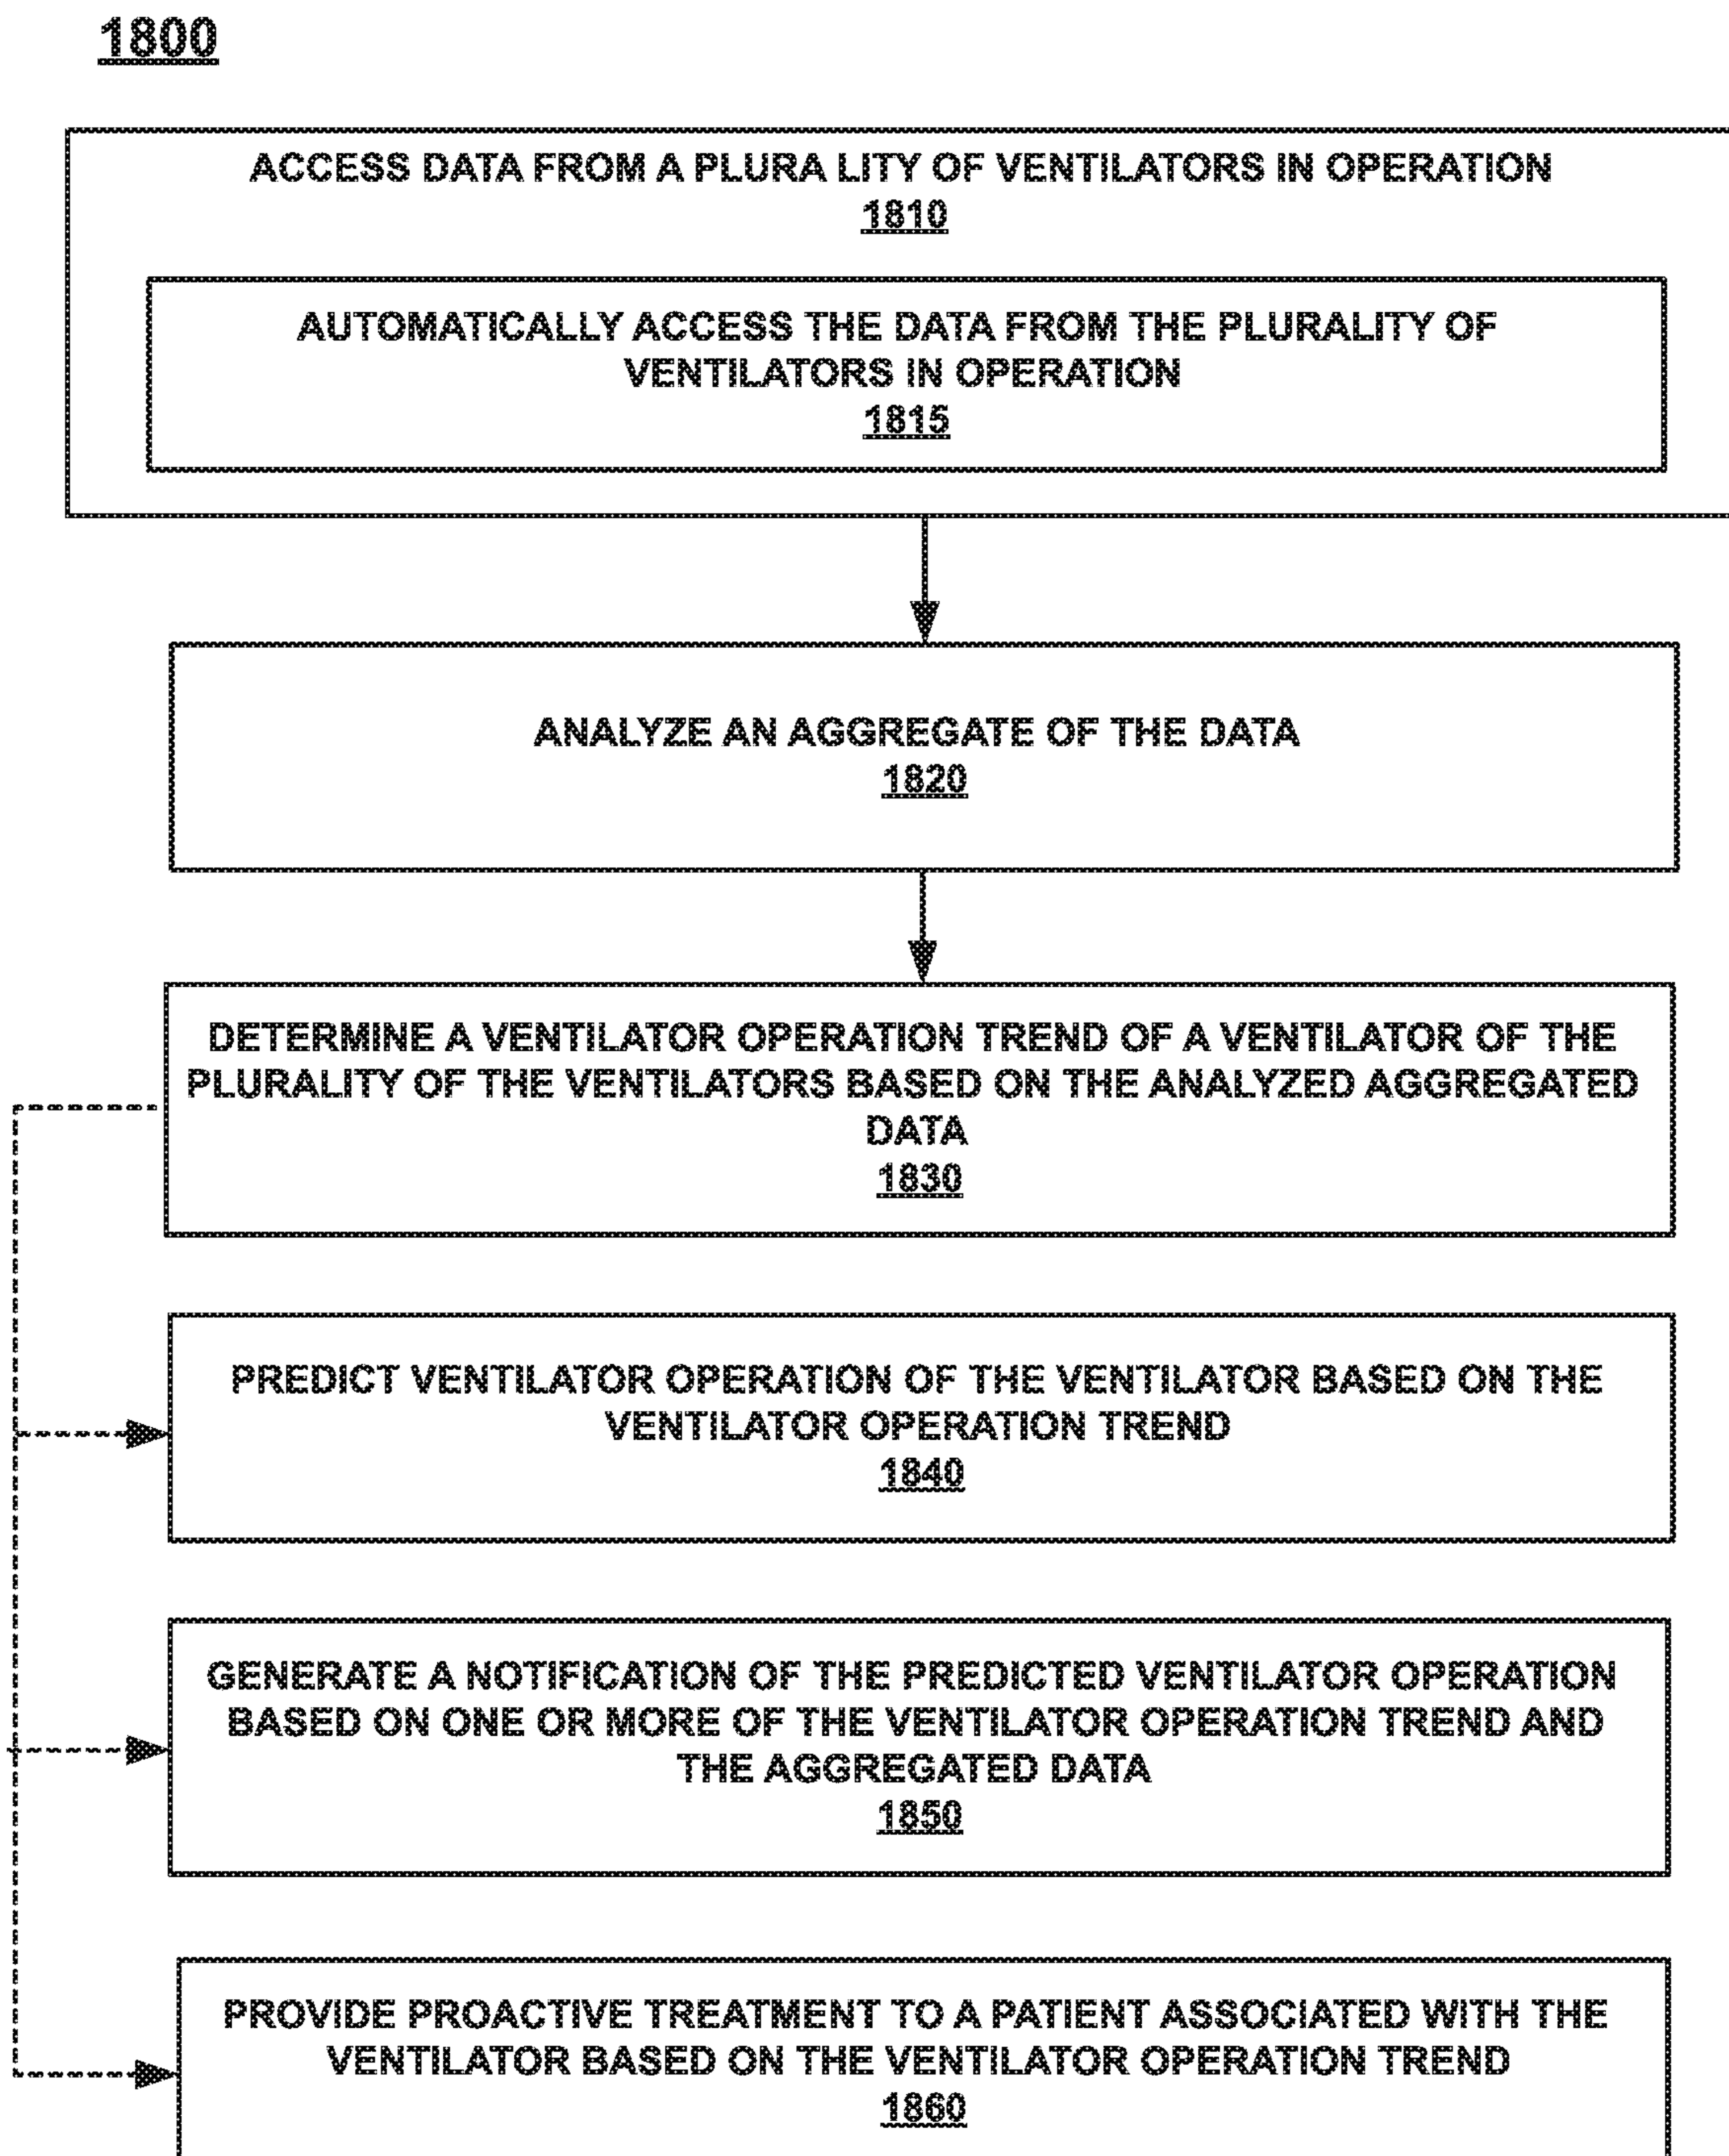 1800
ACCESS DATA FROM A PLURA LITY OF VENTILATORS IN OPERATION
1810
AUTOMATICALLY ACCESS THE DATA FROM THE PLURALITY OF
VENTILATORS IN OPERATION
1815
ANALYZE AN AGGREGATE OF THE DATA
1820
DETERMINE A VENTILATOR OPERATION TREND OF A VENTILATOR OF THE
PLURALITY OF THE VENTILATORS BASED ON THE ANALYZED AGGREGATED
DATA
1830
PREDICT VENTILATOR OPERATION OF THE VENTILATOR BASED ON THE
VENTILATOR OPERATION TREND
1840
GENERATE A NOTIFICATION OF THE PREDICTED VENTILATOR OPERATION
BASED ON ONE OR MORE OF THE VENTILATOR OPERATION TREND AND
THE AGGREGATED DATA
1850
PROVIDE PROACTIVE TREATMENT TO A PATIENT ASSOCIATED WITH THE
VENTILATOR BASED ON THE VENTILATOR OPERATION TREND
1860